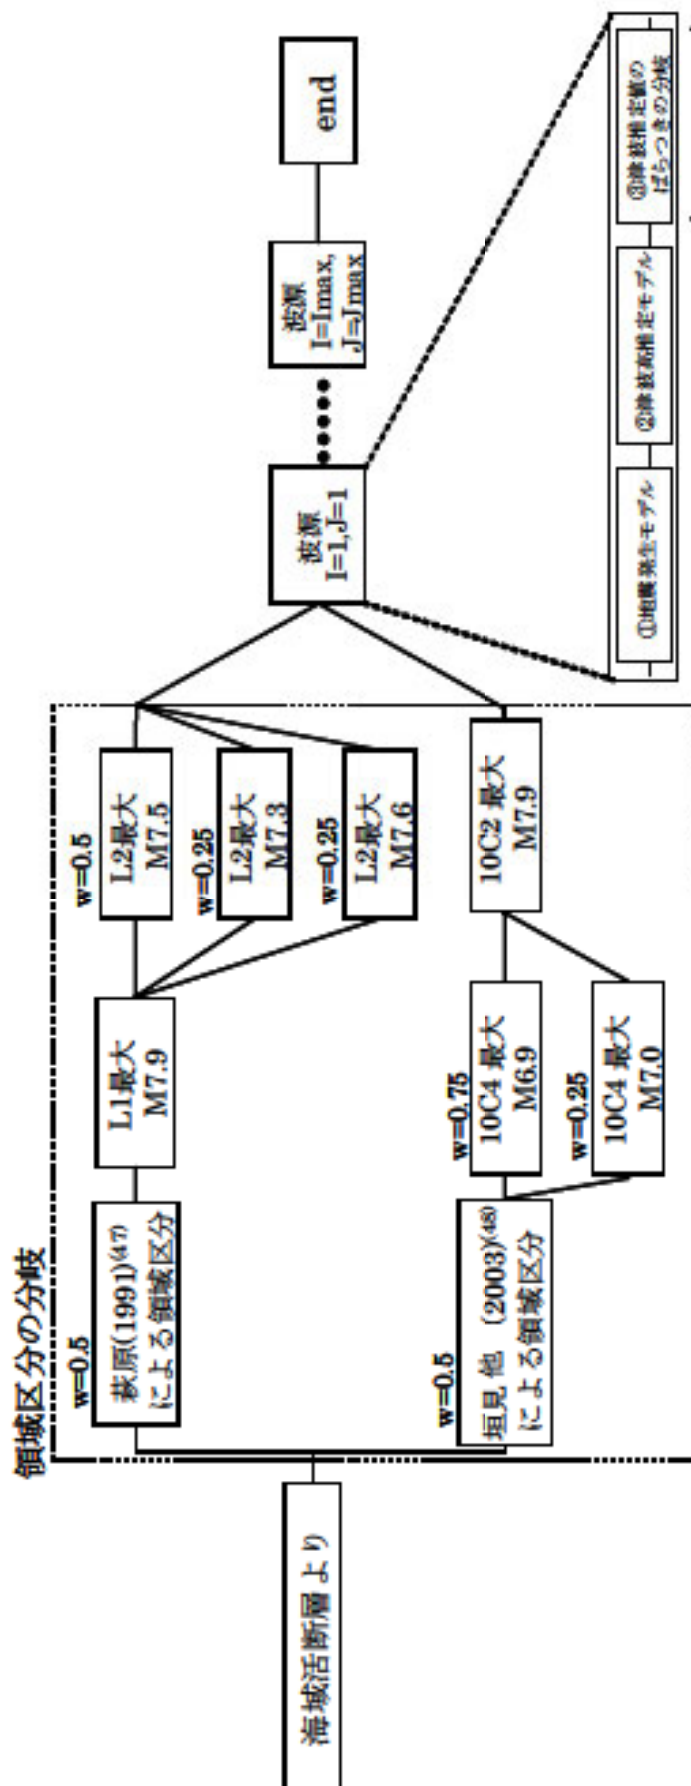 領域区分の分岐
海域活断層より
w=0.5
萩原(1991)(47)
による領域区分
L1最大
M7.9
w=0.5
L2最大
M7.5
w=0.25
L2最大
M7.3
w=0.25
L2最大
M7.6
w=0.5
垣見 他 (2003)(48)
による領域区分
w=0.75
10C4 最大
M6.9
w=0.25
10C4 最大
M7.0
10C2 最大
M7.9
波源
I=1,J=1
波源
I=Imax,
J=Jmax
end
①地震発生モデル
②津波高推定モデル
③津波推定値の
ばらつきの分岐